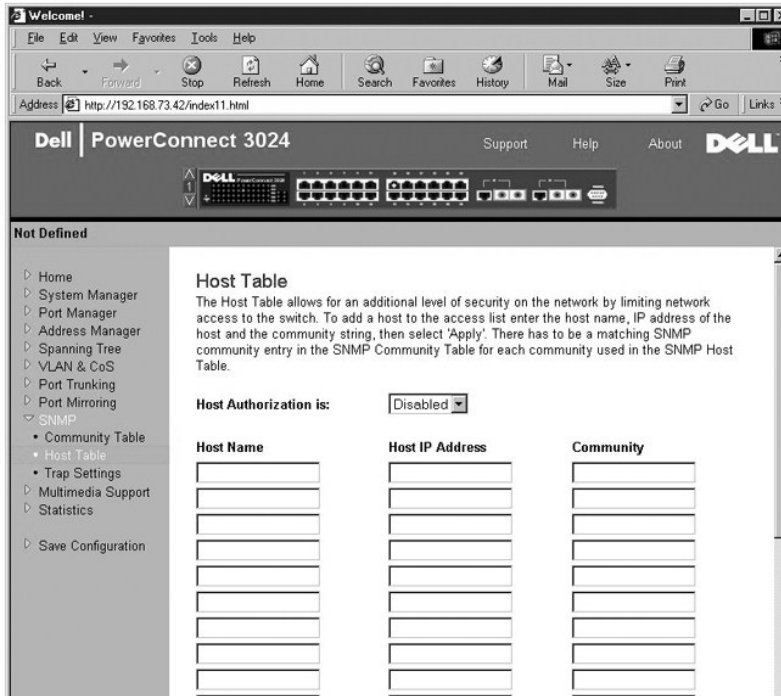 Welcome! -
File Edit View Favorites Tools Help
Back Forward Stop Refresh Home Search Favorites History Mail Size Print
Address http://192.168.73.42/index11.html Go Links
Dell PowerConnect 3024
Support Help About DELL
1
DELL
Not Defined
Home
System Manager
Port Manager
Address Manager
Spanning Tree
VLAN & CoS
Port Trunking
Port Mirroring
SNMP
• Community Table
• Host Table
• Trap Settings
Multimedia Support
Statistics
Save Configuration
Host Table
The Host Table allows for an additional level of security on the network by limiting network
access to the switch. To add a host to the access list enter the host name, IP address of the
host and the community string, then select 'Apply'. There has to be a matching SNMP
community entry in the SNMP Community Table for each community used in the SNMP Host
Table.
Host Authorization is: Disabled
Host Name Host IP Address Community